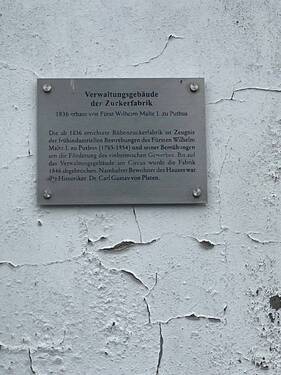 Verwaltungsgebäude
der Zuckerfabrik
1836 erbaut von Fürst Wilhelm Malte I. zu Putbus
Die ab 1836 errichtete Rübenzuckerfabrik ist Zeugnis
der frühindustriellen Bestrebungen des Fürsten Wilhelm
Malte I. zu Putbus (1783-1854) und seiner Bemühungen
um die Förderung des einheimischen Gewerbes. Bis auf
das Verwaltungsgebäude am Circus wurde die Fabrik
1846 abgebrochen. Namhafter Bewohner des Hauses war
Historiker Dr. Carl Gustav von Platen.